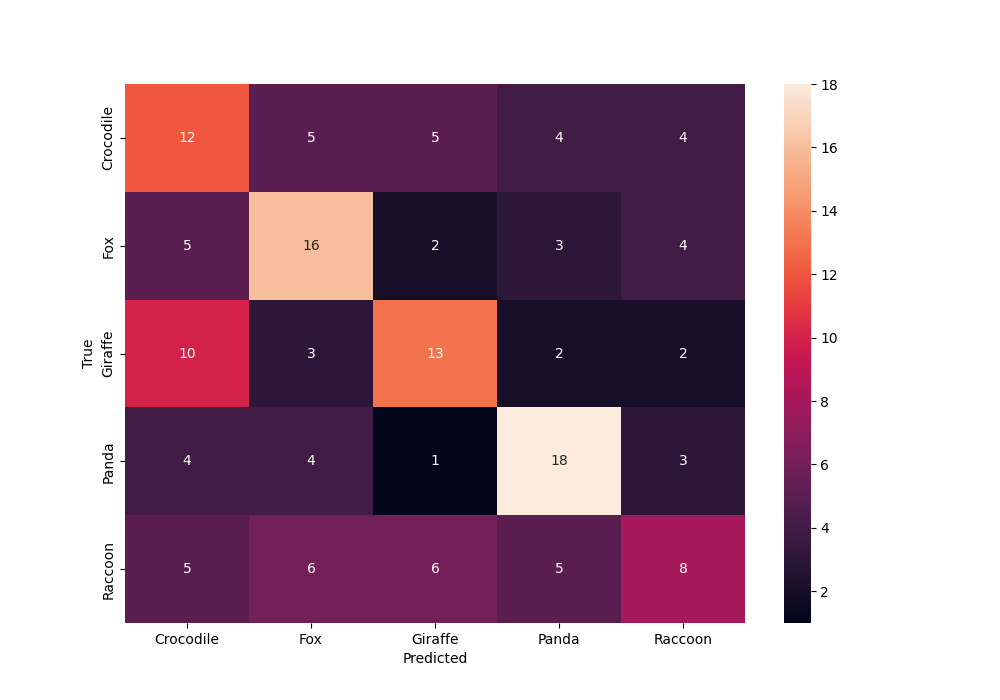 Crocodile 12 5 5 4 4
Fox 5 16 2 3 4
Giraffe 10 3 13 2 2
Panda 4 4 1 18 3
Raccoon 5 6 6 5 8
True
Crocodile Fox Giraffe Panda Raccoon
Predicted
18
16
14
12
10
8
6
4
2